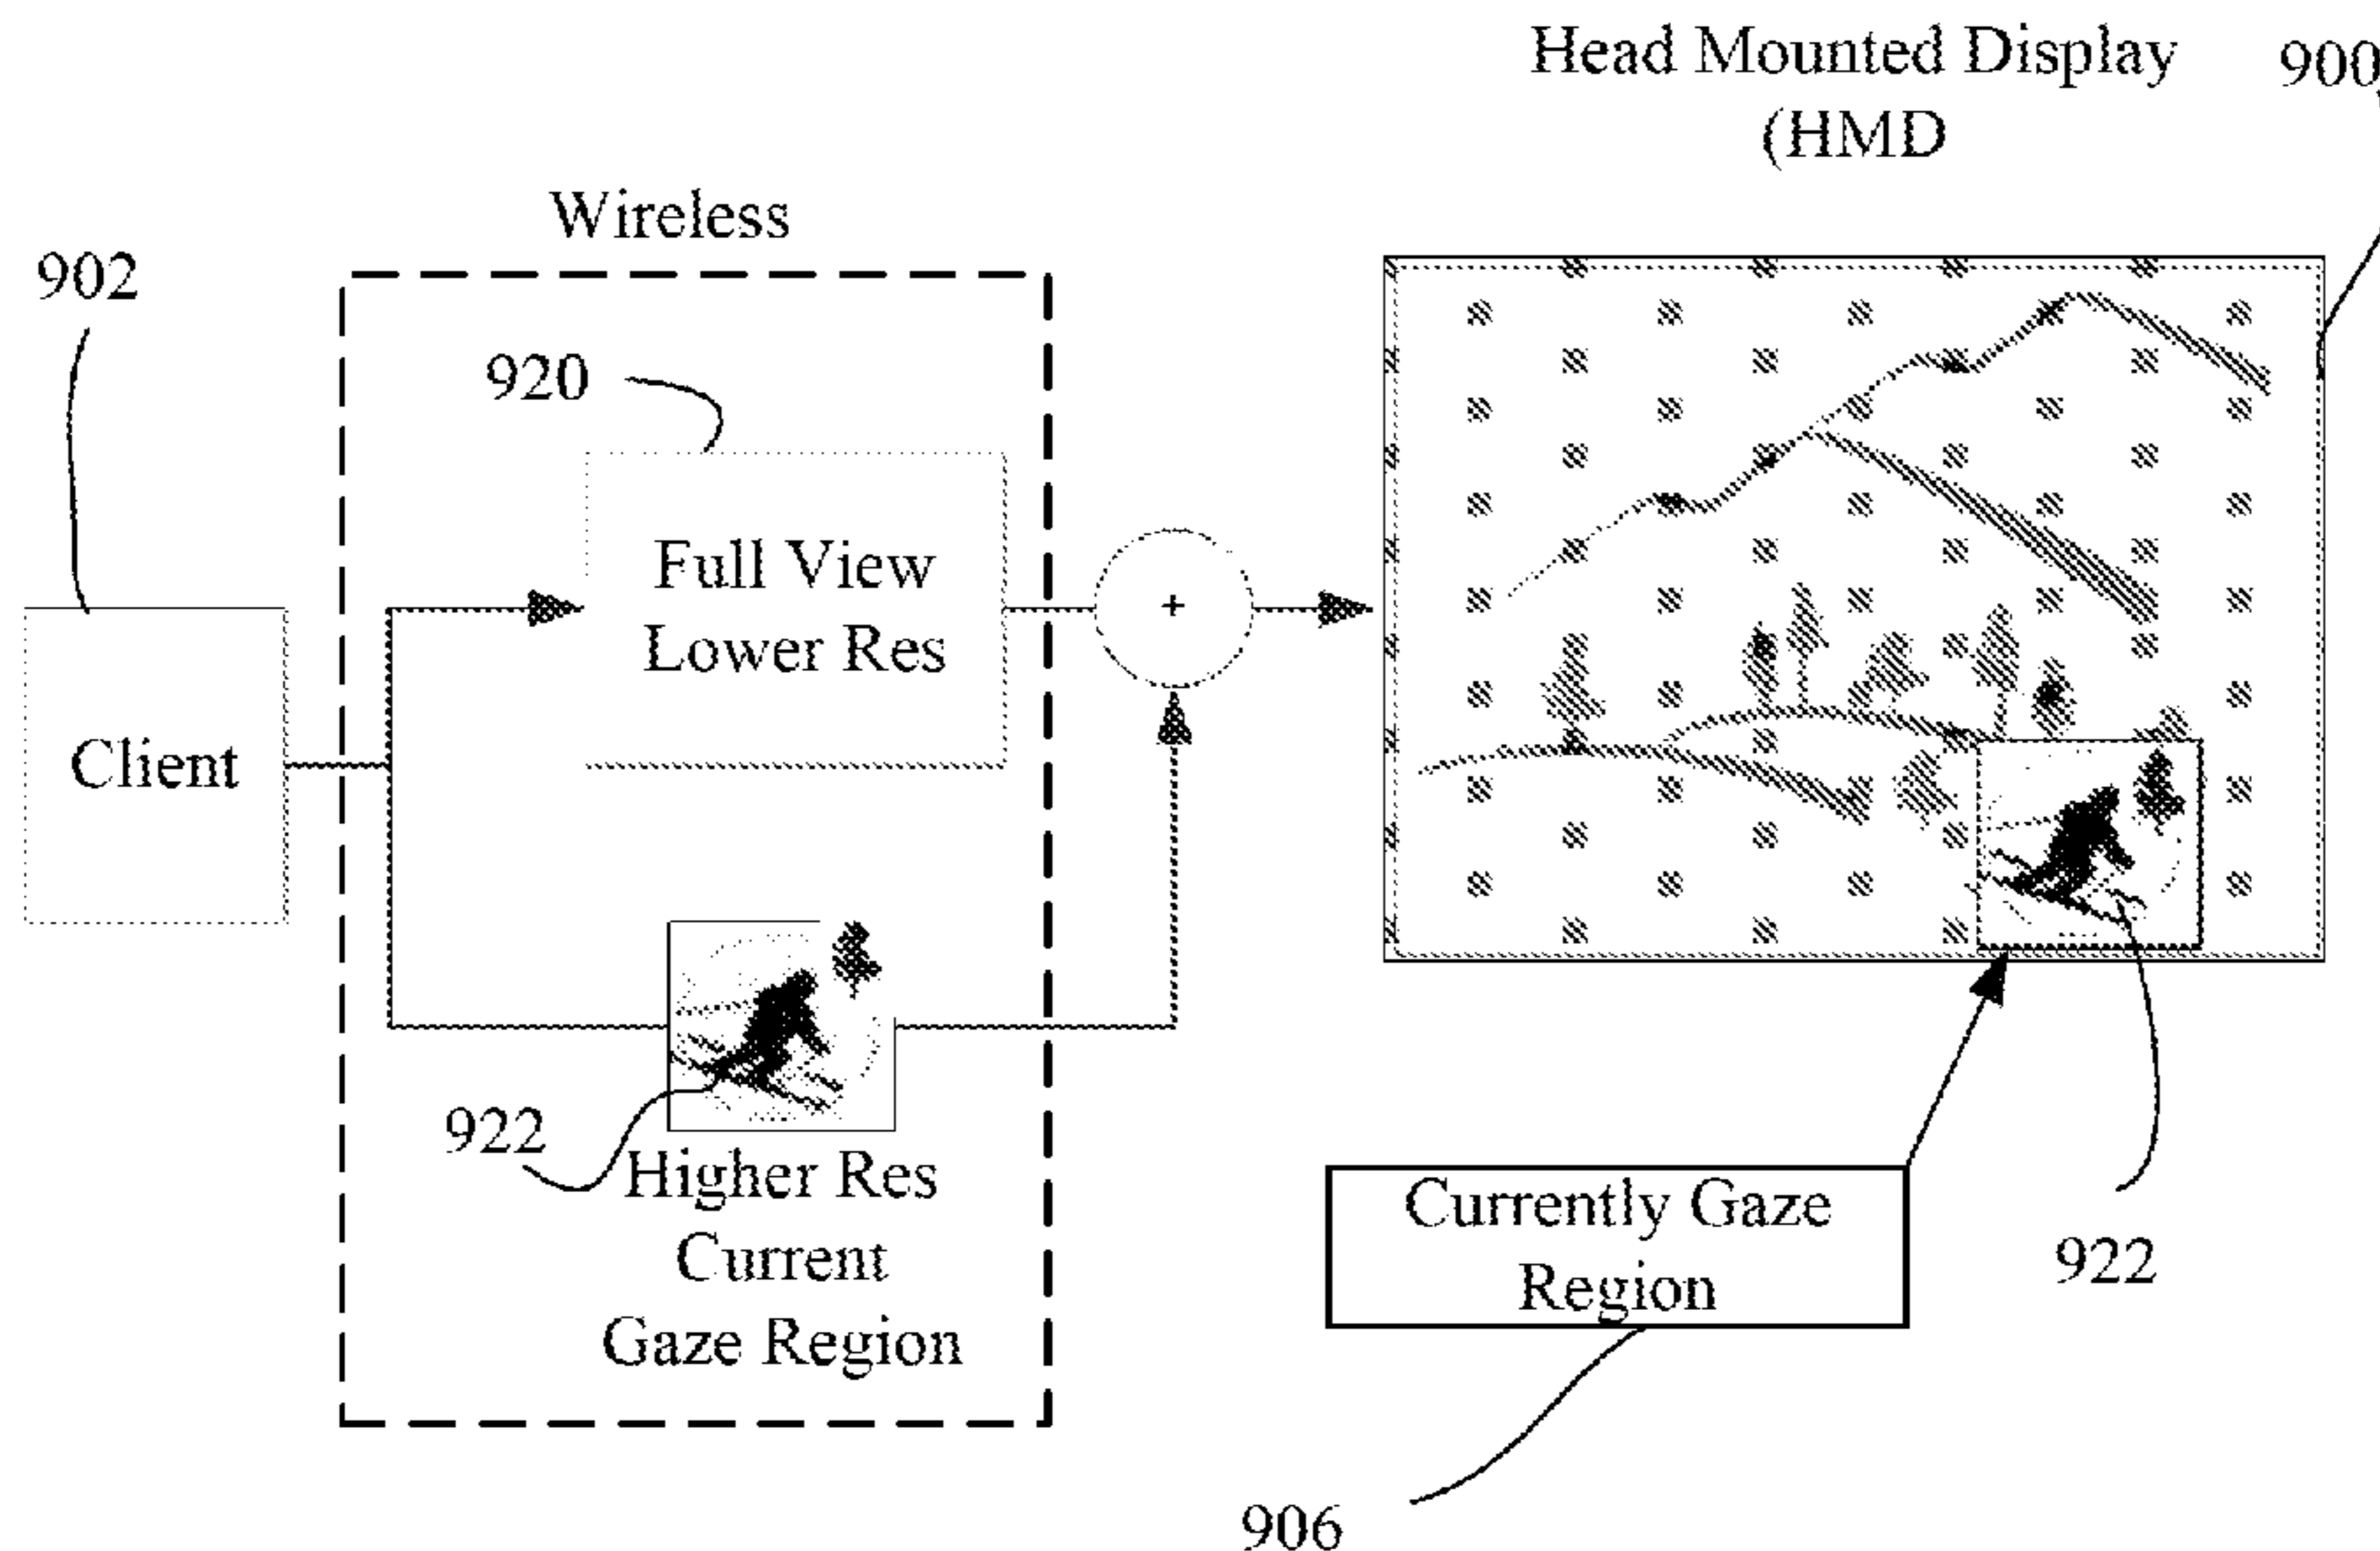 Head Mounted Display
(HMD
900
Wireless
902
920
Full View
Lower Res
+
Client
922
Higher Res
Current
Gaze Region
Currently Gaze
Region
922
906